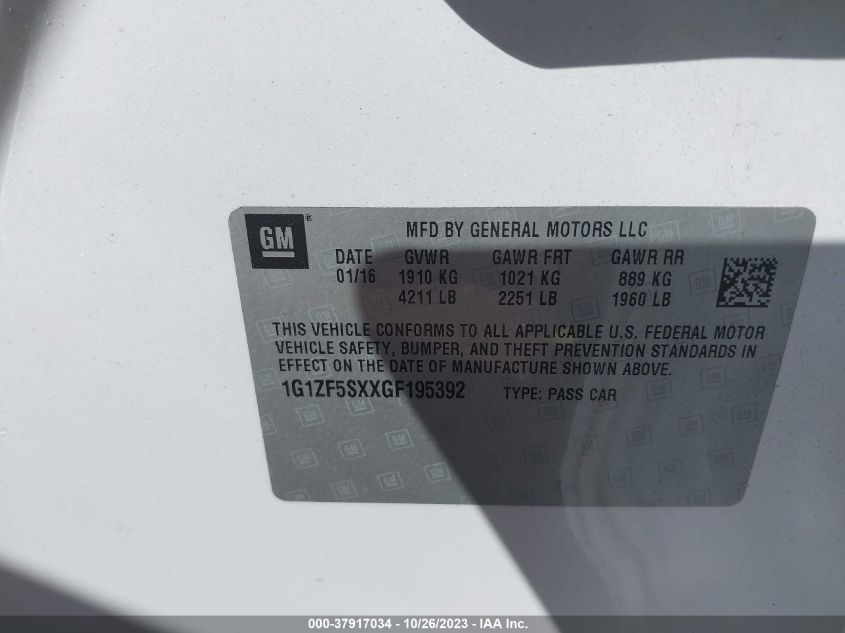 GM ® MFD BY GENERAL MOTORS LLC
DATE GVWR GAWR FRT GAWR RR
01/16 1910 KG 1021 KG 889 KG
4211 LB 2251 LB 1960 LB
THIS VEHICLE CONFORMS TO ALL APPLICABLE U.S. FEDERAL MOTOR
VEHICLE SAFETY, BUMPER, AND THEFT PREVENTION STANDARDS IN
EFFECT ON THE DATE OF MANUFACTURE SHOWN ABOVE.
1G1ZF5SXXGF195392 TYPE: PASS CAR
000-37917034 - 10/26/2023 - IAA Inc.